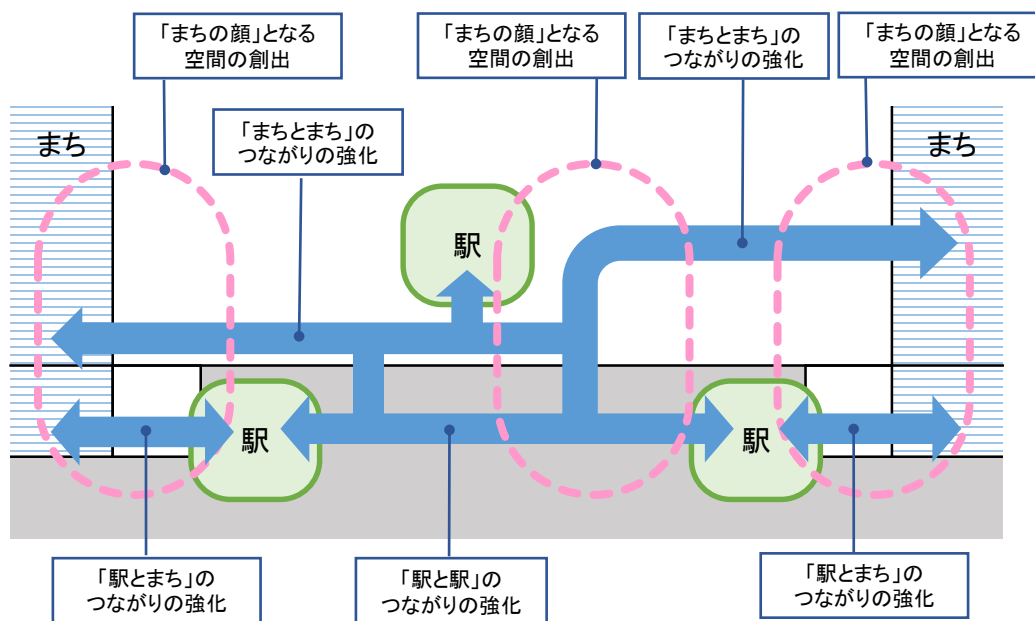 「まちの顔」となる
空間の創出
「まちの顔」となる
空間の創出
「まちとまち」の
つながりの強化
「まちの顔」となる
空間の創出
「まちとまち」の
つながりの強化
まち
まち
駅
駅
駅
「駅とまち」の
つながりの強化
「駅と駅」の
つながりの強化
「駅とまち」の
つながりの強化